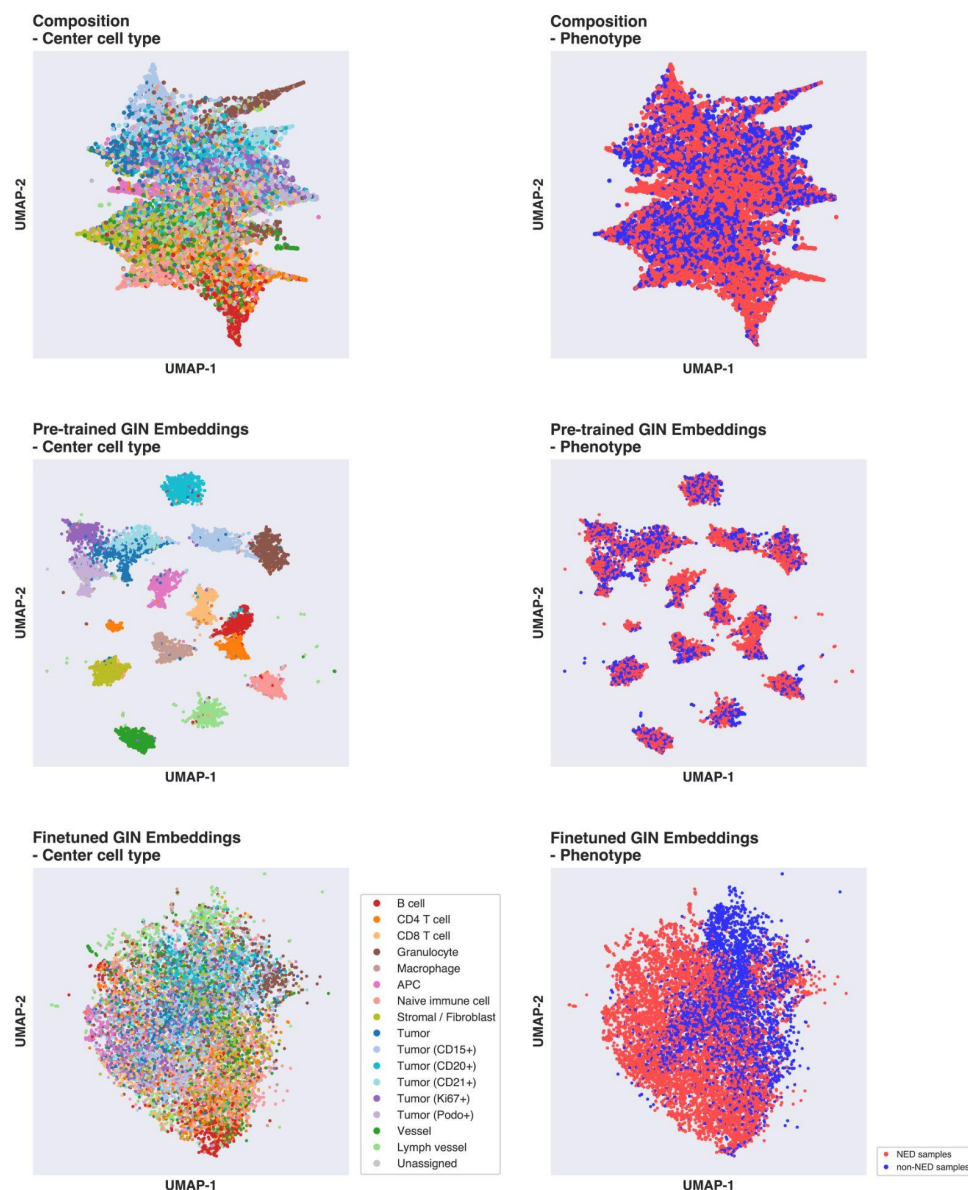 Composition
- Center cell type
Composition
- Phenotype
UMAP-2
UMAP-1
UMAP-2
UMAP-1
Pre-trained GIN Embeddings
- Center cell type
Pre-trained GIN Embeddings
- Phenotype
UMAP-2
UMAP-1
UMAP-2
UMAP-1
Finetuned GIN Embeddings
- Center cell type
Finetuned GIN Embeddings
- Phenotype
UMAP-2
UMAP-1
B cell
CD4 T cell
CD8 T cell
Granulocyte
Macrophage
APC
Naive immune cell
Stromal / Fibroblast
Tumor
Tumor (CD15+)
Tumor (CD20+)
Tumor (CD21+)
Tumor (Ki67+)
Tumor (Podo+)
Vessel
Lymph vessel
Unassigned
UMAP-2
UMAP-1
NED samples
non-NED samples